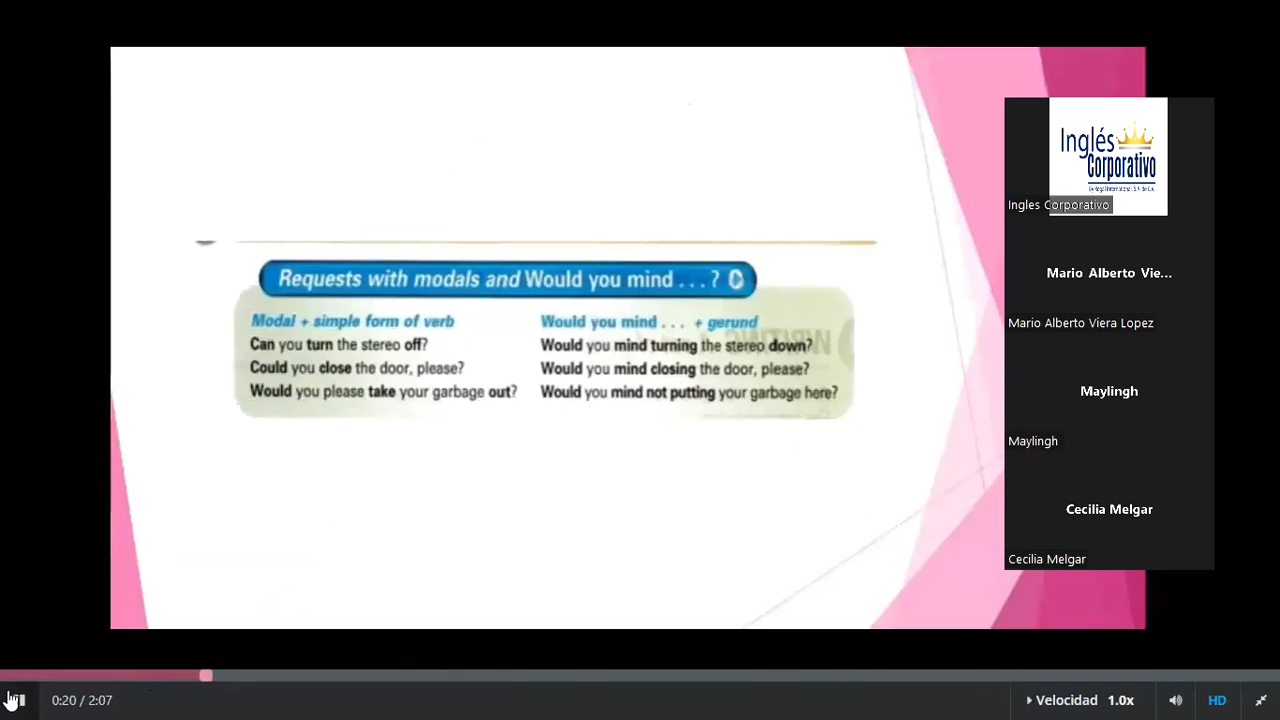 Inglés
Corporativo
Ingles Corporativo
Mario Alberto Vie...
Mario Alberto Viera Lopez
Maylingh
Maylingh
Cecilia Melgar
Cecilia Melgar
Requests with modals and Would you mind . . . ?
Modal + simple form of verb
Can you turn the stereo off?
Could you close the door, please?
Would you please take your garbage out?
Would you mind . . . + gerund
Would you mind turning the stereo down?
Would you mind closing the door, please?
Would you mind not putting your garbage here?
0:20 / 2:07
Velocidad 1.0x
HD